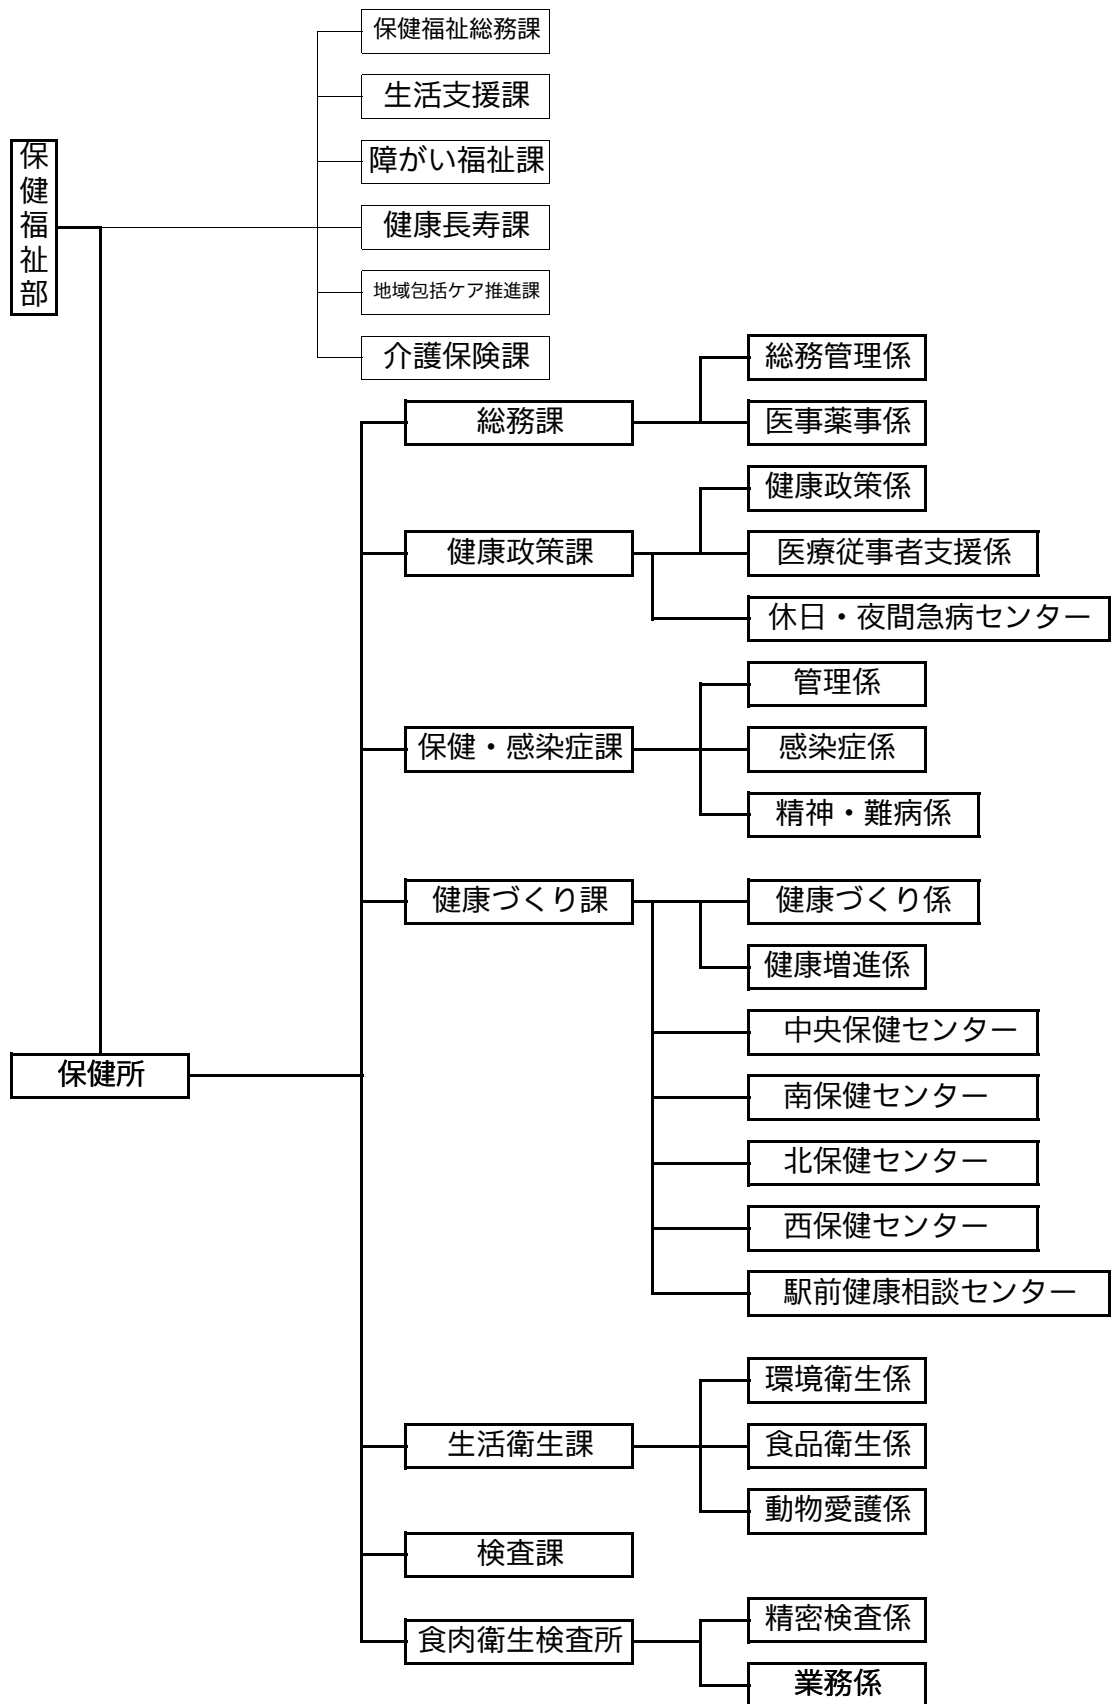 保健福祉総務課
生活支援課
障がい福祉課
保健福祉部
健康長寿課
地域包括ケア推進課
介護保険課
総務管理係
総務課
医事薬事係
健康政策係
健康政策課
医療従事者支援係
休日・夜間急病センター
管理係
保健・感染症課
感染症係
精神・難病係
健康づくり課
健康づくり係
健康増進係
中央保健センター
保健所
南保健センター
北保健センター
西保健センター
駅前健康相談センター
環境衛生係
生活衛生課
食品衛生係
動物愛護係
検査課
精密検査係
食肉衛生検査所
業務係